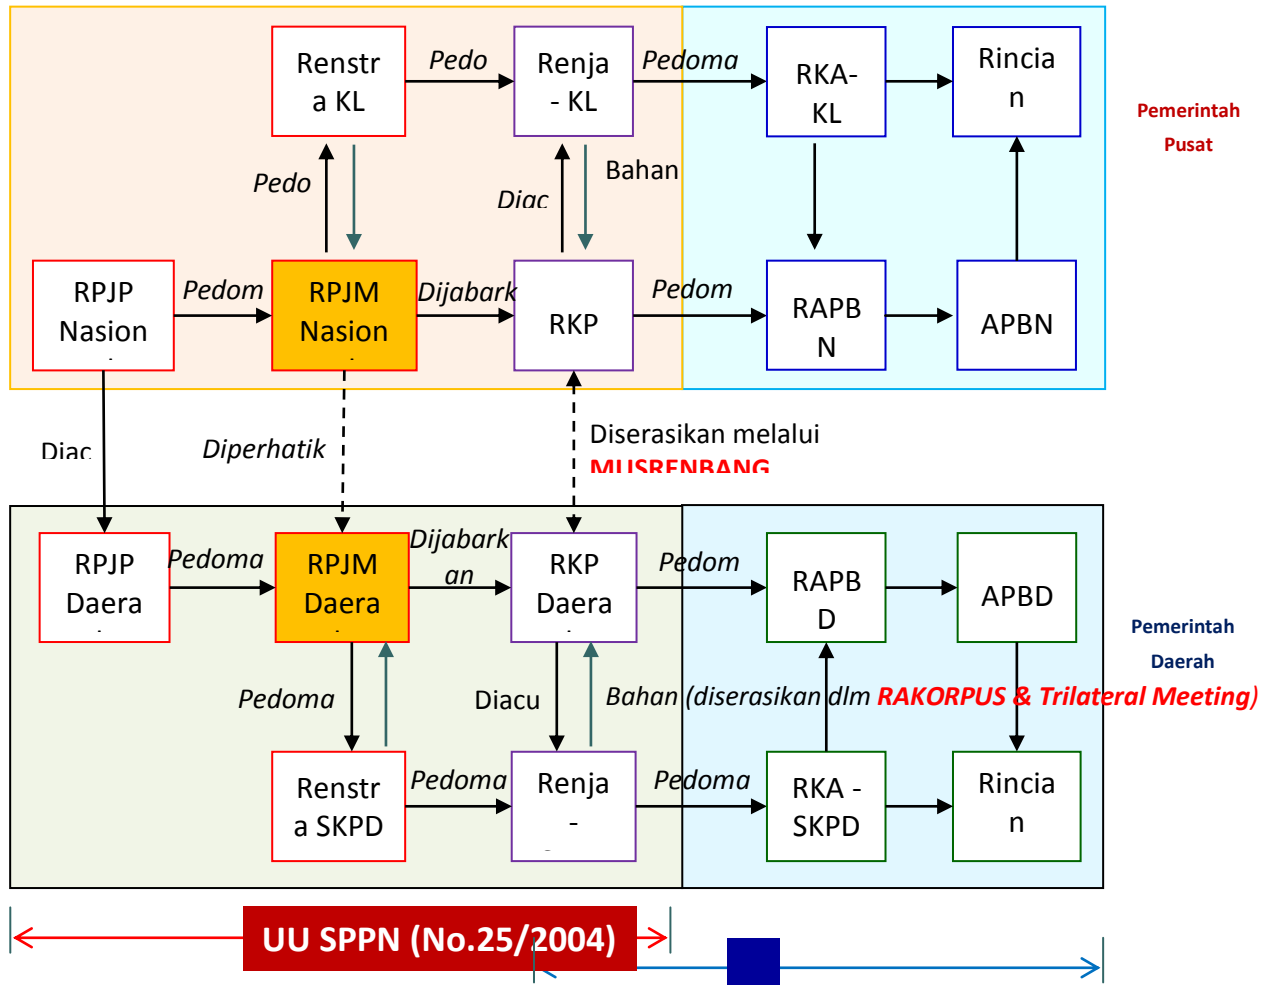 Renstr
a KL
Pedo
Renja
- KL
Pedoma
RKA-
KL
Rincia
n
Pemerintah
Pusat
Pedo
Diac
Bahan
RPJP
Nasion
Pedom
RPJM
Nasion
Dijabark
RKP
Pedom
RAPB
N
APBN
Diac
Diperhatik
Diserasikan melalui
MUSRENBANG
RPJP
Daera
Pedoma
RPJM
Daera
Dijabark
an
RKP
Daera
Pedom
RAPB
D
APBD
Pemerintah
Daerah
Pedoma
Diacu
Bahan (diserasikan dlm RAKORPUS & Trilateral Meeting)
Renstr
a SKPD
Pedoma
Renja
-
Pedoma
RKA -
SKPD
Rincia
n
UU SPPN (No.25/2004)